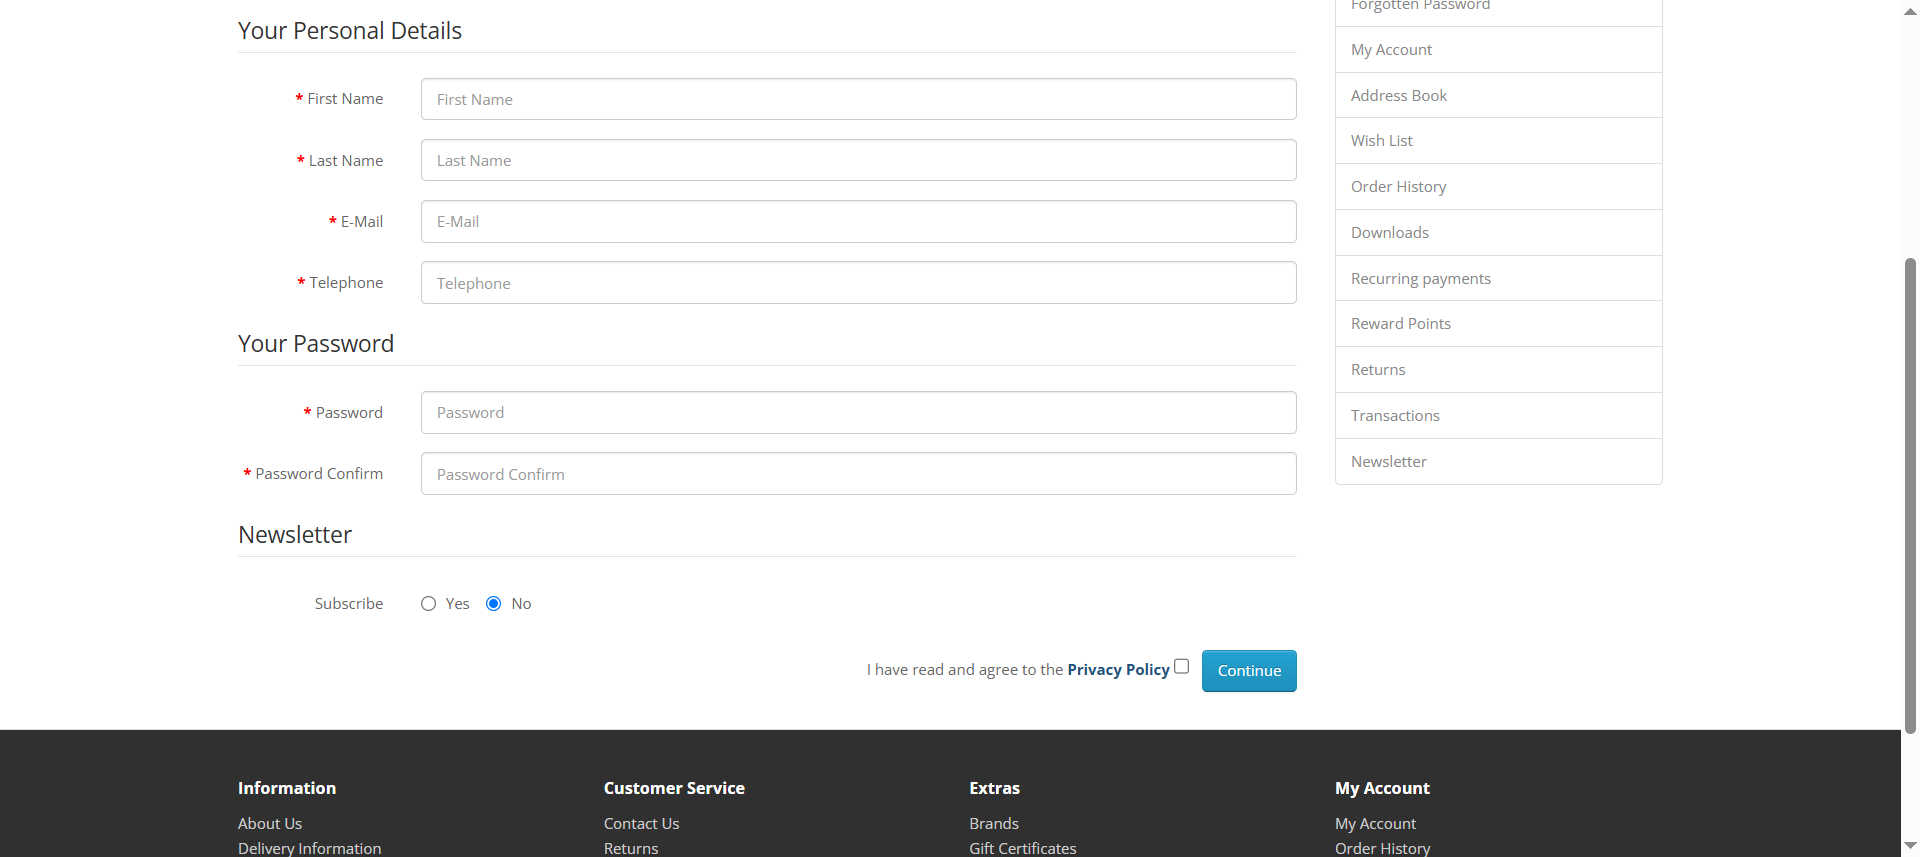 Your Personal Details
* First Name
First Name
* Last Name
Last Name
* E-Mail
E-Mail
* Telephone
Telephone
Your Password
* Password
Password
* Password Confirm
Password Confirm
Newsletter
Subscribe
Yes
No
I have read and agree to the Privacy Policy
Continue
Forgotten Password
My Account
Address Book
Wish List
Order History
Downloads
Recurring payments
Reward Points
Returns
Transactions
Newsletter
Information
About Us
Delivery Information
Customer Service
Contact Us
Returns
Extras
Brands
Gift Certificates
My Account
My Account
Order History